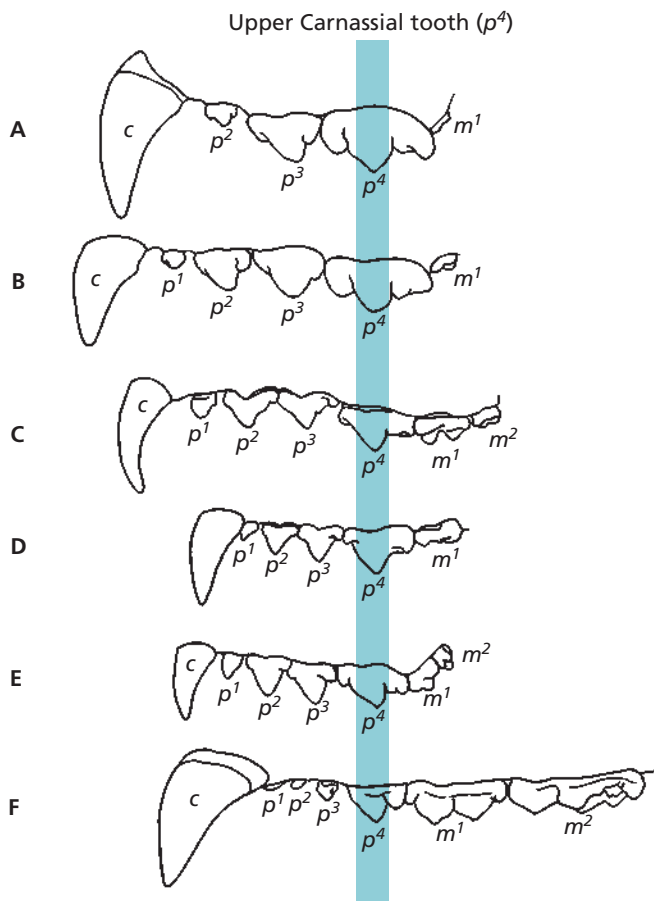 Upper Carnassial tooth (p⁴)
A
c
p²
p³
p⁴
m¹
B
c
p¹
p²
p³
p⁴
m¹
C
c
p¹
p²
p³
p⁴
m¹
m²
D
p¹
p²
p³
p⁴
m¹
E
c
p¹
p²
p³
p⁴
m¹
m²
F
c
p¹
p²
p³
p⁴
m¹
m²